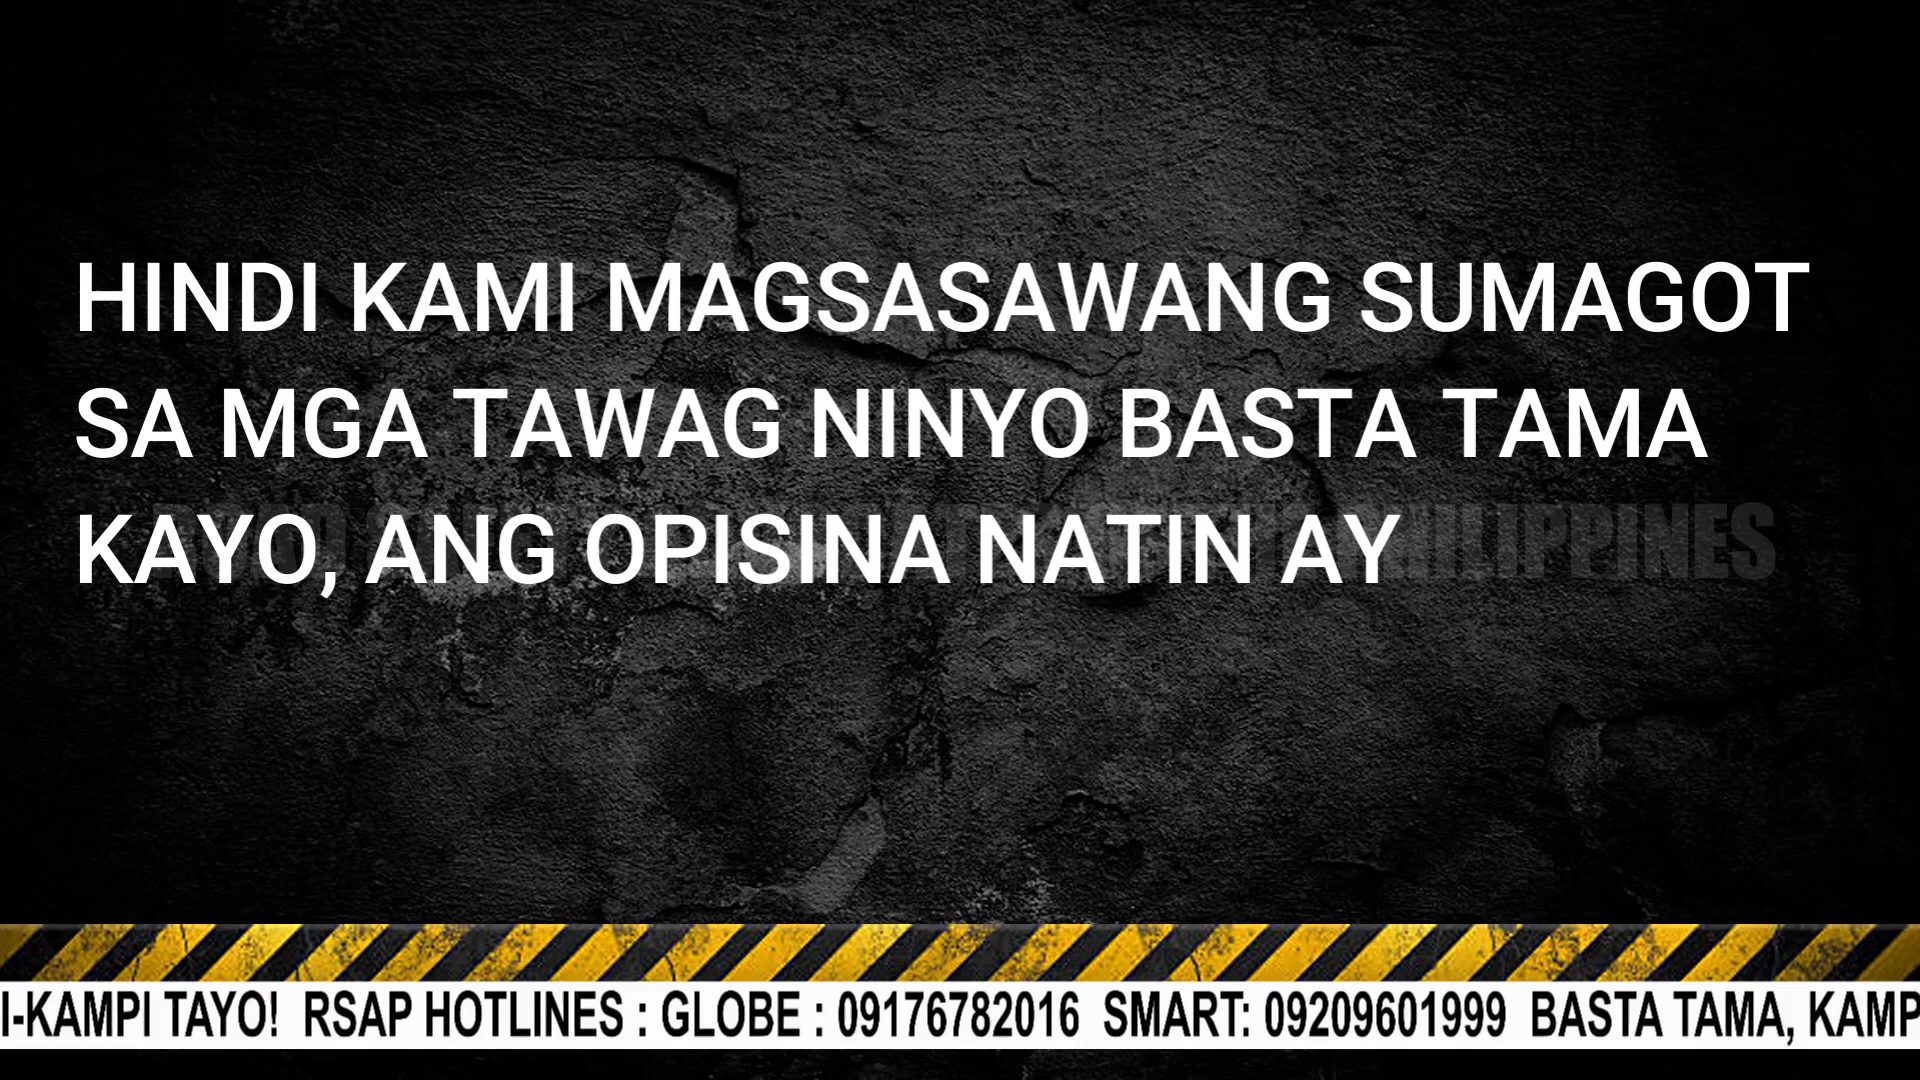 HINDI KAMI MAGSASAWANG SUMAGOT
SA MGA TAWAG NINYO BASTA TAMA
KAYO, ANG OPISINA NATIN AY
PHILIPPINES
I-KAMPI TAYO! RSAP HOTLINES : GLOBE : 09176782016 SMART: 09209601999 BASTA TAMA, KAMP